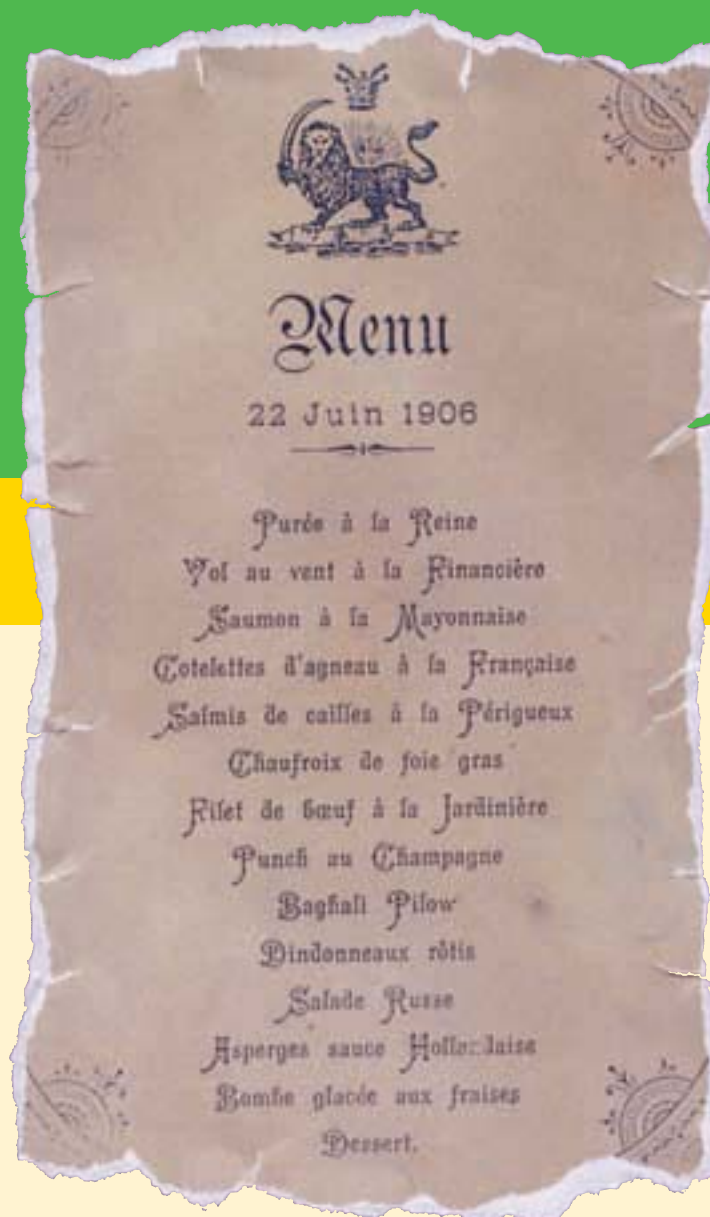 Menu
22 Juin 1906
Purée à la Reine
Vol au vent à la Financière
Saumon à la Mayonnaise
Cotelettes d'agneau à la Française
Salmis de cailles à la Périgueux
Chaufroix de foie gras
Filet de bœuf à la Jardinière
Punch au Champagne
Baghali Pilow
Dindonneaux rôtis
Salade Russe
Asperges sauce Hollandaise
Bombe glacée aux fraises
Dessert.